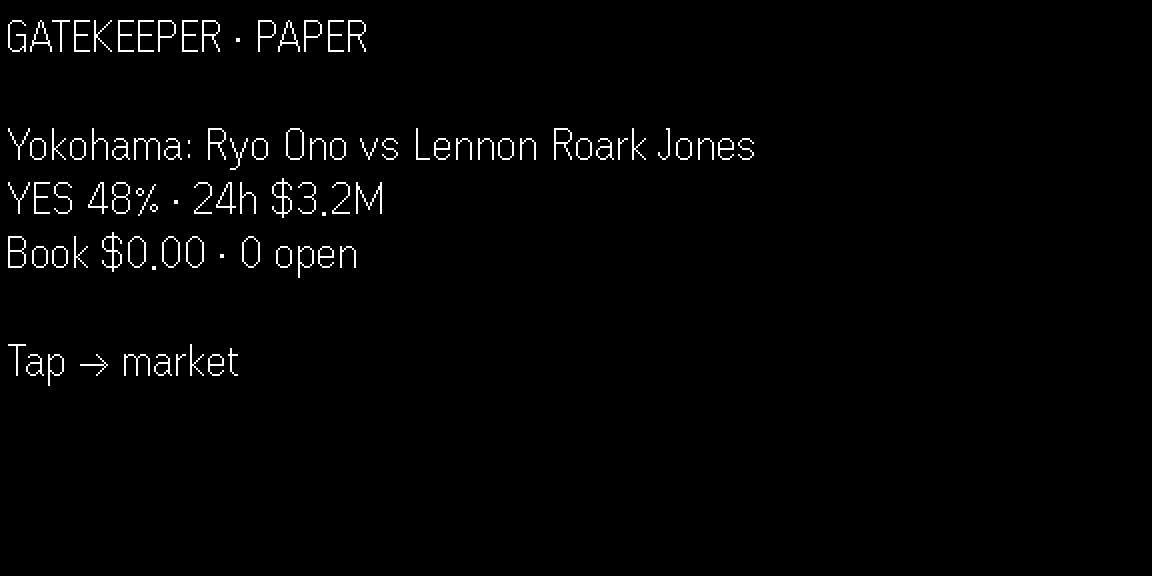 GATEKEEPER · PAPER
Yokohama: Ryo Ono vs Lennon Roark Jones
YES 48% · 24h $3.2M
Book $0.00 · 0 open
Tap → market